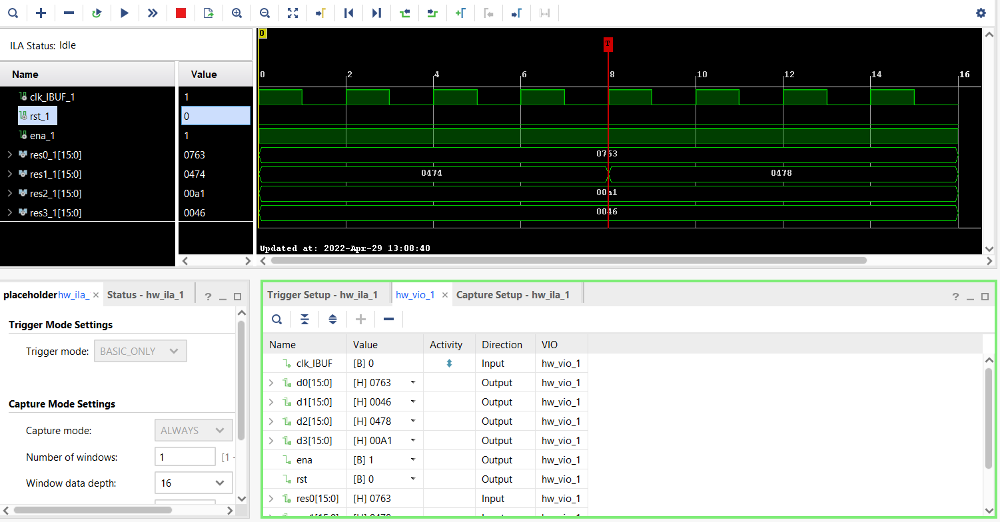 0
ILA Status: Idle
T
Name Value
0 2 4 6 8 10 12 14 16
clk_IBUF_1 1
rst_1 0
ena_1 1
res0_1[15:0] 0763 0763
res1_1[15:0] 0474 0474 0478
res2_1[15:0] 00a1 00a1
res3_1[15:0] 0046 0046
Updated at: 2022-Apr-29 13:08:40
placeholderhw_ila_ × Status - hw_ila_1 ? _
Trigger Mode Settings
Trigger mode: BASIC_ONLY
Capture Mode Settings
Capture mode: ALWAYS
Number of windows: 1 [1 -
Window data depth: 16
Trigger Setup - hw_ila_1 hw_vio_1 × Capture Setup - hw_ila_1 ? _
Name Value Activity Direction VIO
clk_IBUF [B] 0 Input hw_vio_1
d0[15:0] [H] 0763 Output hw_vio_1
d1[15:0] [H] 0046 Output hw_vio_1
d2[15:0] [H] 0478 Output hw_vio_1
d3[15:0] [H] 00A1 Output hw_vio_1
ena [B] 1 Output hw_vio_1
rst [B] 0 Output hw_vio_1
res0[15:0] [H] 0763 Input hw_vio_1